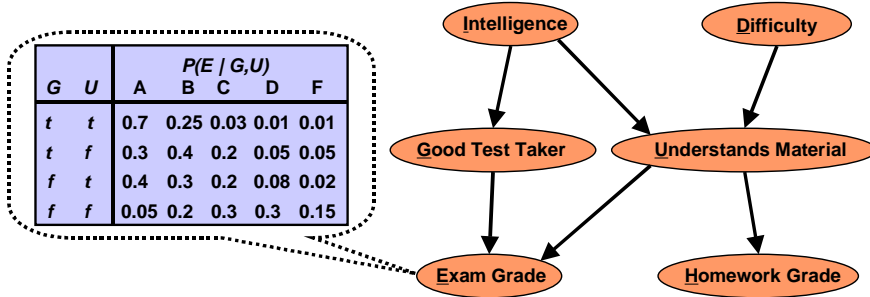 P(E | G,U)
G U A B C D F
t t 0.7 0.25 0.03 0.01 0.01
t f 0.3 0.4 0.2 0.05 0.05
f t 0.4 0.3 0.2 0.08 0.02
f f 0.05 0.2 0.3 0.3 0.15
Intelligence
Difficulty
Good Test Taker
Understands Material
Exam Grade
Homework Grade